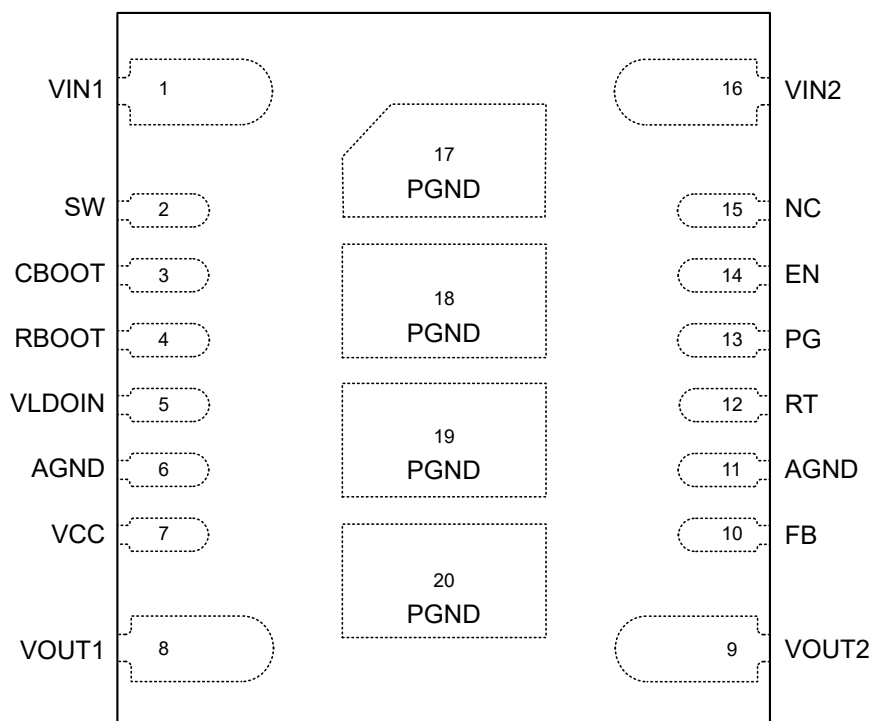 VIN1 1 16 VIN2
17
PGND
SW 2 15 NC
CBOOT 3 14 EN
18
PGND
RBOOT 4 13 PG
VLDOIN 5 12 RT
19
PGND
AGND 6 11 AGND
VCC 7 10 FB
20
PGND
VOUT1 8 9 VOUT2